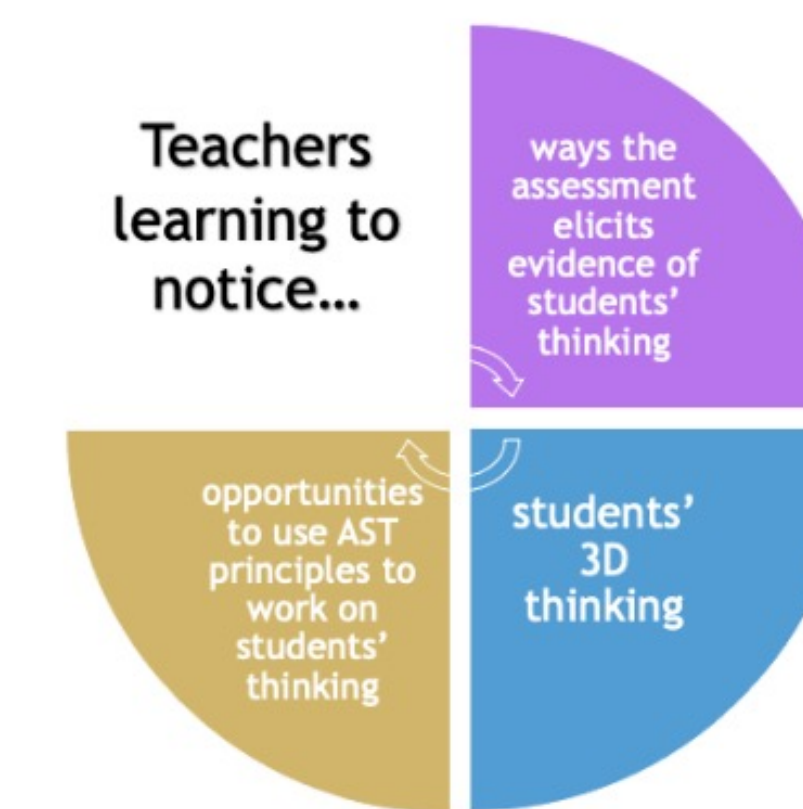 Teachers
learning to
notice…
ways the
assessment
elicits
evidence of
students’
thinking
students’
3D
thinking
opportunities
to use AST
principles to
work on
students’
thinking